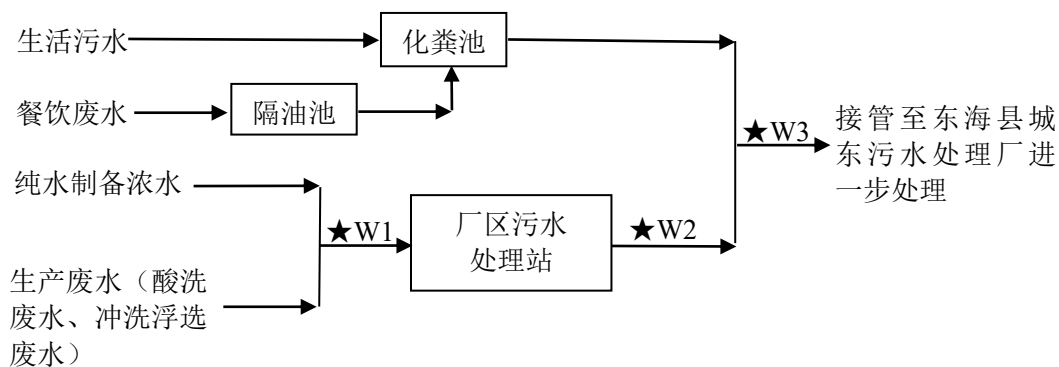 生活污水
化粪池
餐饮废水
隔油池
★W3
接管至东海县城
东污水处理厂进
一步处理
纯水制备浓水
★W1
厂区污水
处理站
★W2
生产废水（酸洗
废水、冲洗浮选
废水）